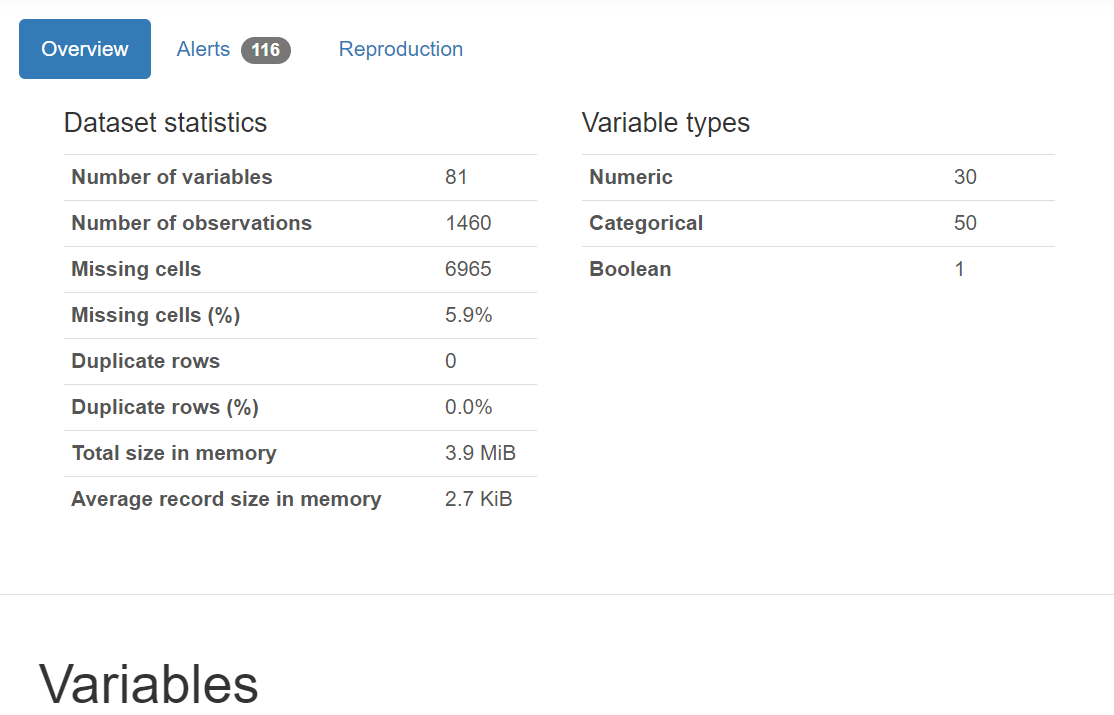 Overview Alerts 116 Reproduction
Dataset statistics
Number of variables 81
Number of observations 1460
Missing cells 6965
Missing cells (%) 5.9%
Duplicate rows 0
Duplicate rows (%) 0.0%
Total size in memory 3.9 MiB
Average record size in memory 2.7 KiB
Variable types
Numeric 30
Categorical 50
Boolean 1
Variables